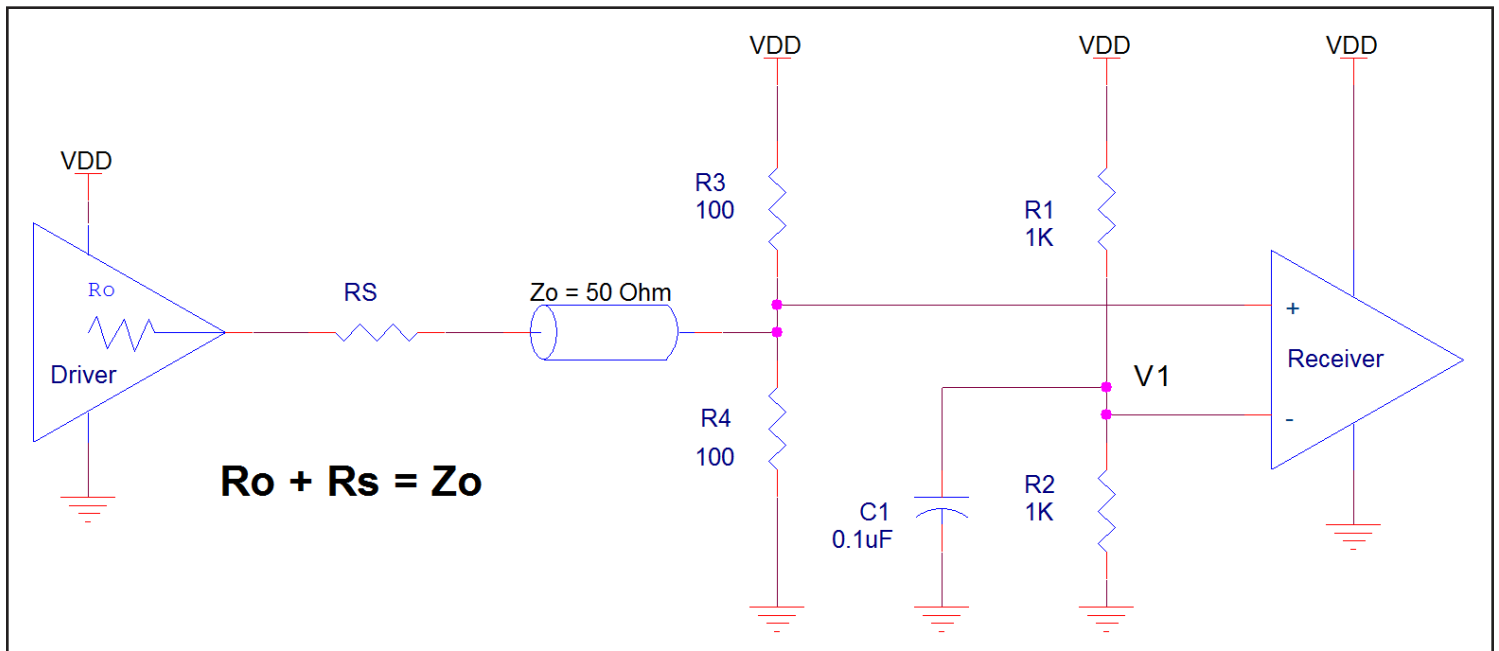 VDD
VDD
VDD
VDD
R3
100
R1
1K
Ro
RS
Zo = 50 Ohm
+
Driver
Receiver
V1
R4
100
-
Ro + Rs = Zo
R2
1K
C1
0.1uF